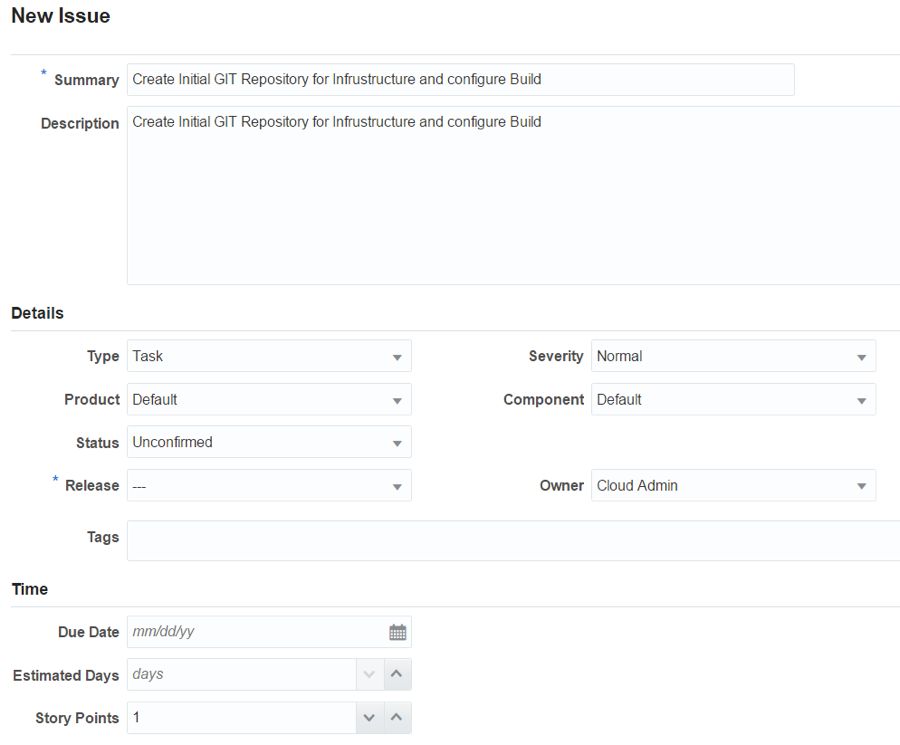 New Issue
* Summary Create Initial GIT Repository for Infrustructure and configure Build
Description Create Initial GIT Repository for Infrustructure and configure Build
Details
Type Task Severity Normal
Product Default Component Default
Status Unconfirmed
* Release --- Owner Cloud Admin
Tags
Time
Due Date mm/dd/yy
Estimated Days days
Story Points 1